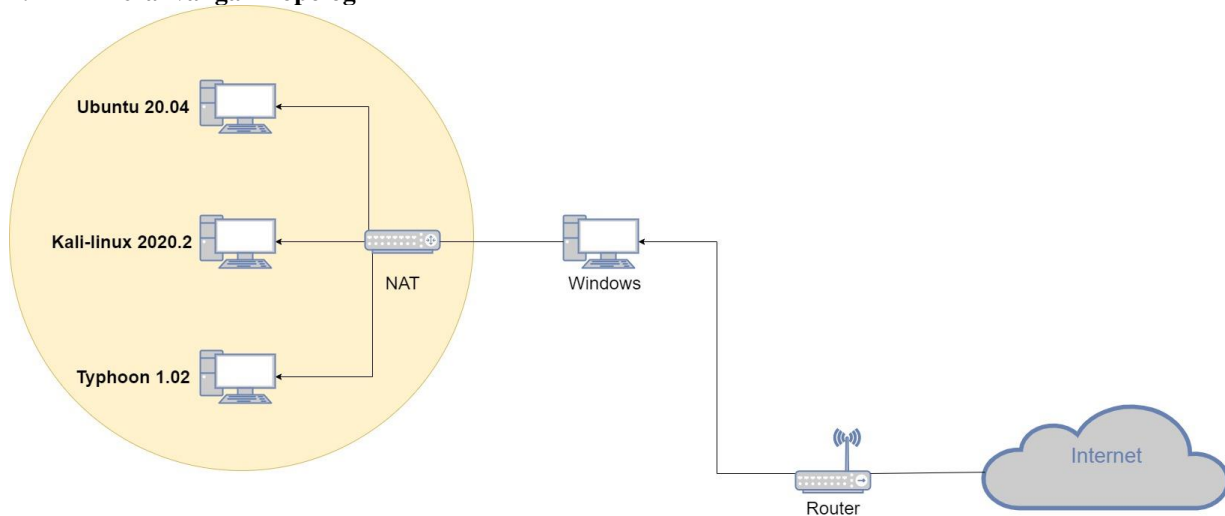 Ubuntu 20.04
Kali-linux 2020.2
NAT
Windows
Typhoon 1.02
Internet
Router